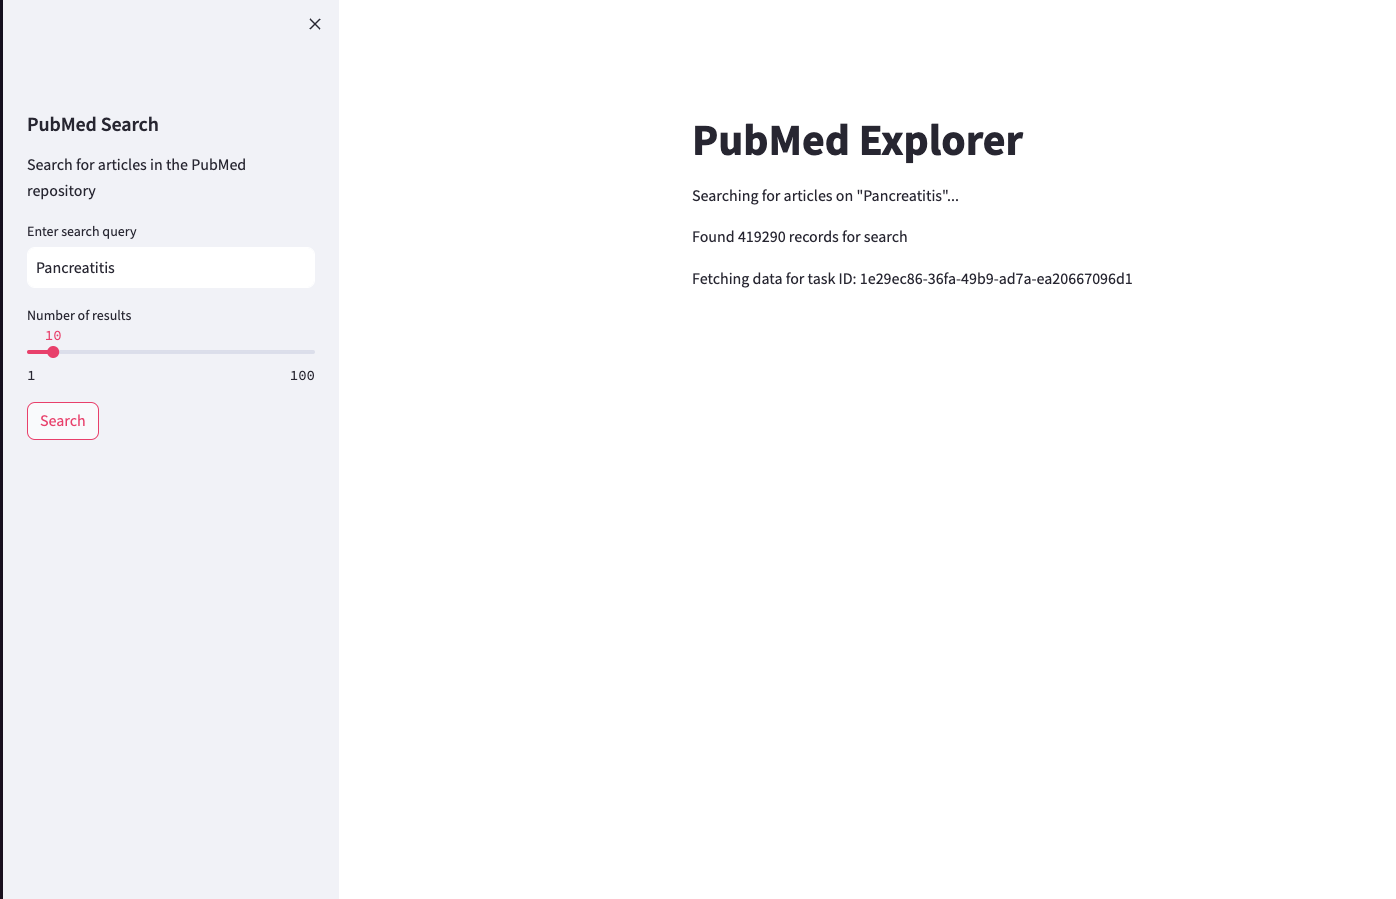 PubMed Search
Search for articles in the PubMed
repository
Enter search query
Pancreatitis
Number of results
10
1 100
Search
PubMed Explorer
Searching for articles on "Pancreatitis"...
Found 419290 records for search
Fetching data for task ID: 1e29ec86-36fa-49b9-ad7a-ea20667096d1